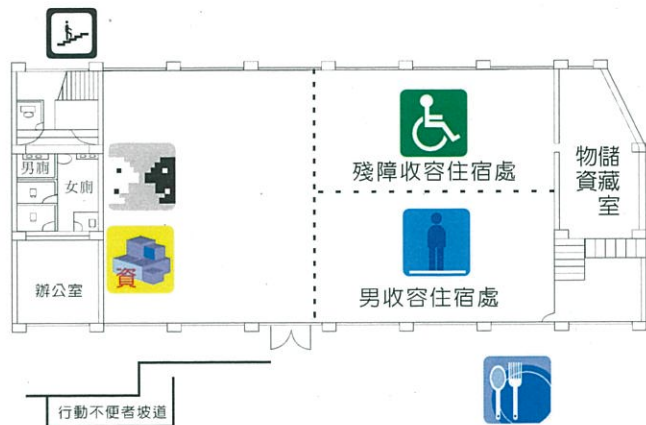 殘障收容住宿處
男廁
女廁
物資
儲藏室
資
辦公室
男收容住宿處
行動不便者坡道